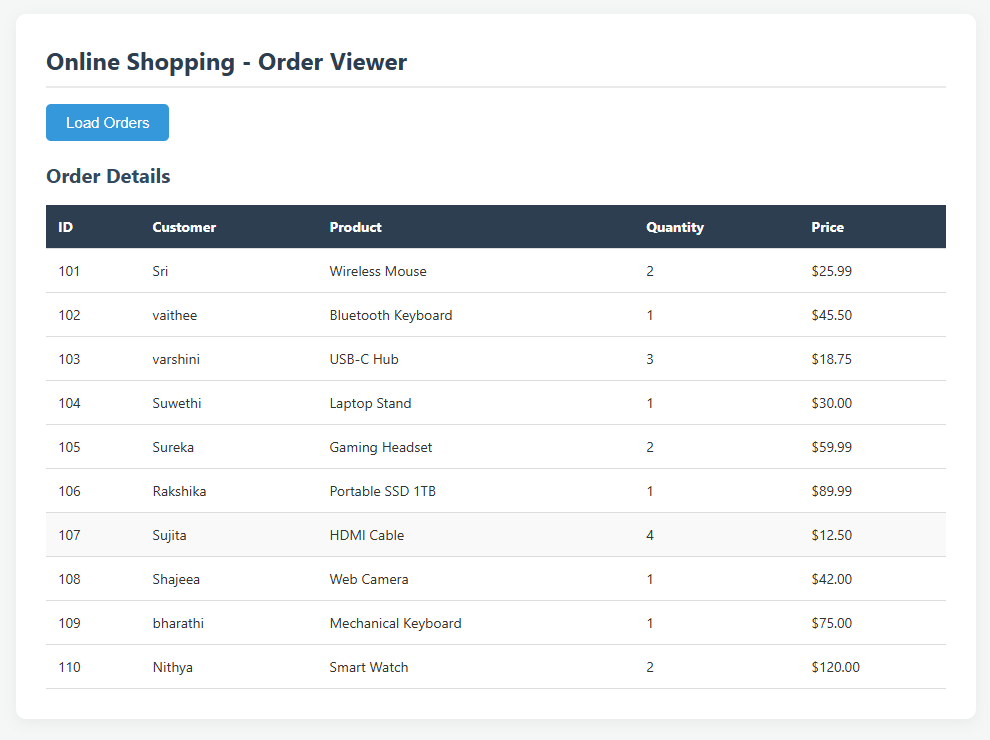 Online Shopping - Order Viewer
Load Orders
Order Details
ID Customer Product Quantity Price
101 Sri Wireless Mouse 2 $25.99
102 vaithee Bluetooth Keyboard 1 $45.50
103 varshini USB-C Hub 3 $18.75
104 Suwethi Laptop Stand 1 $30.00
105 Sureka Gaming Headset 2 $59.99
106 Rakshika Portable SSD 1TB 1 $89.99
107 Sujita HDMI Cable 4 $12.50
108 Shajeea Web Camera 1 $42.00
109 bharathi Mechanical Keyboard 1 $75.00
110 Nithya Smart Watch 2 $120.00